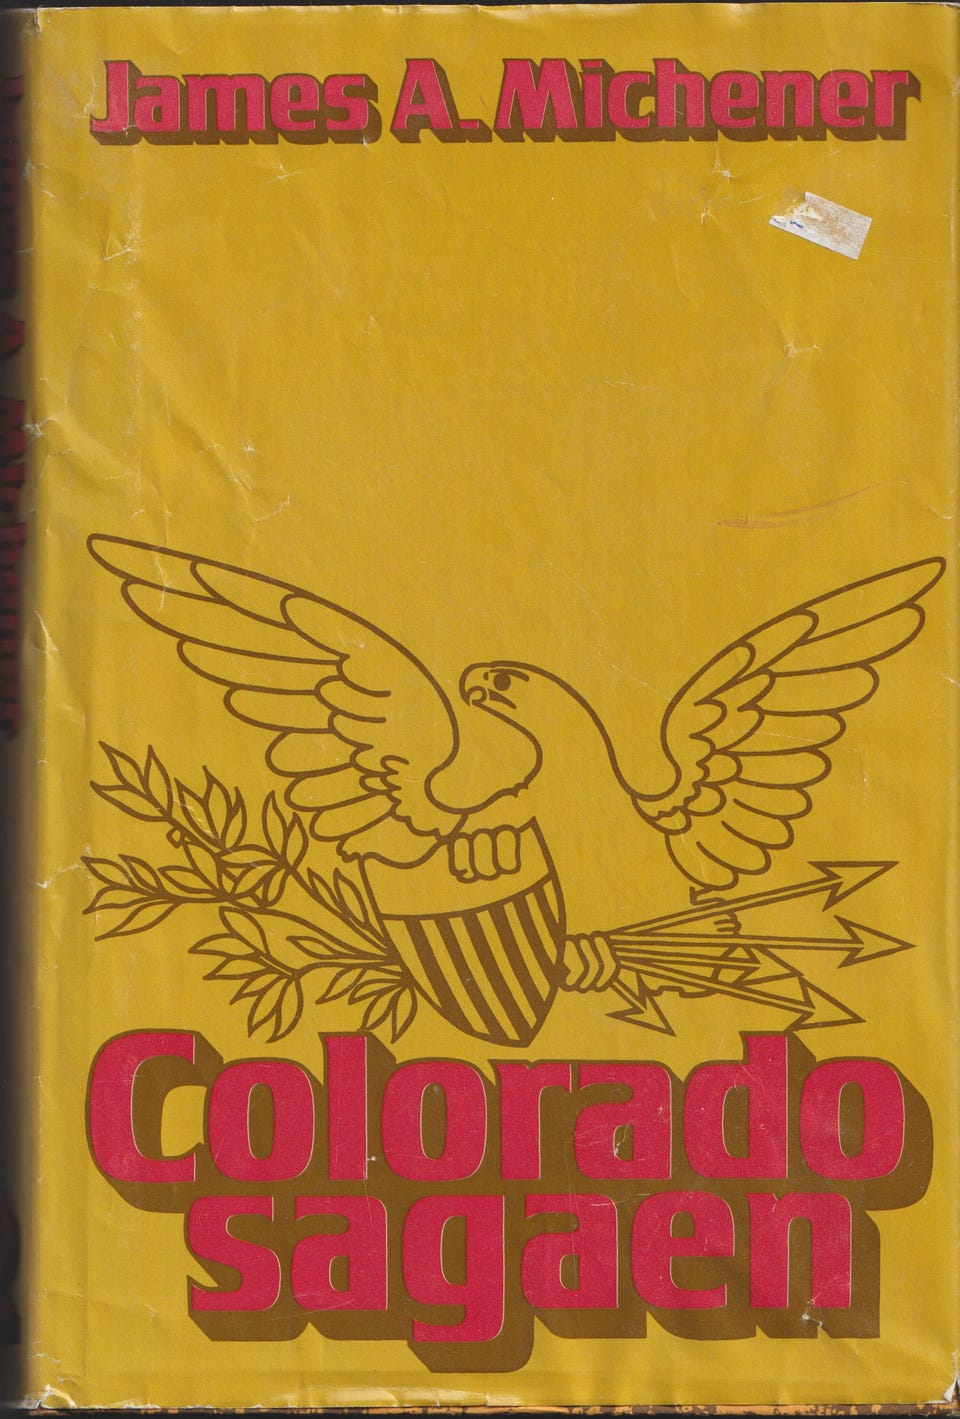 James A. Michener
Colorado
sagaen